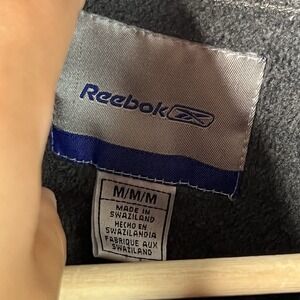 Reebok
M/M/M
MADE IN
SWAZILAND
HECHO EN
SWAZILANDIA
FABRIQUE AUX
SWAZILAND